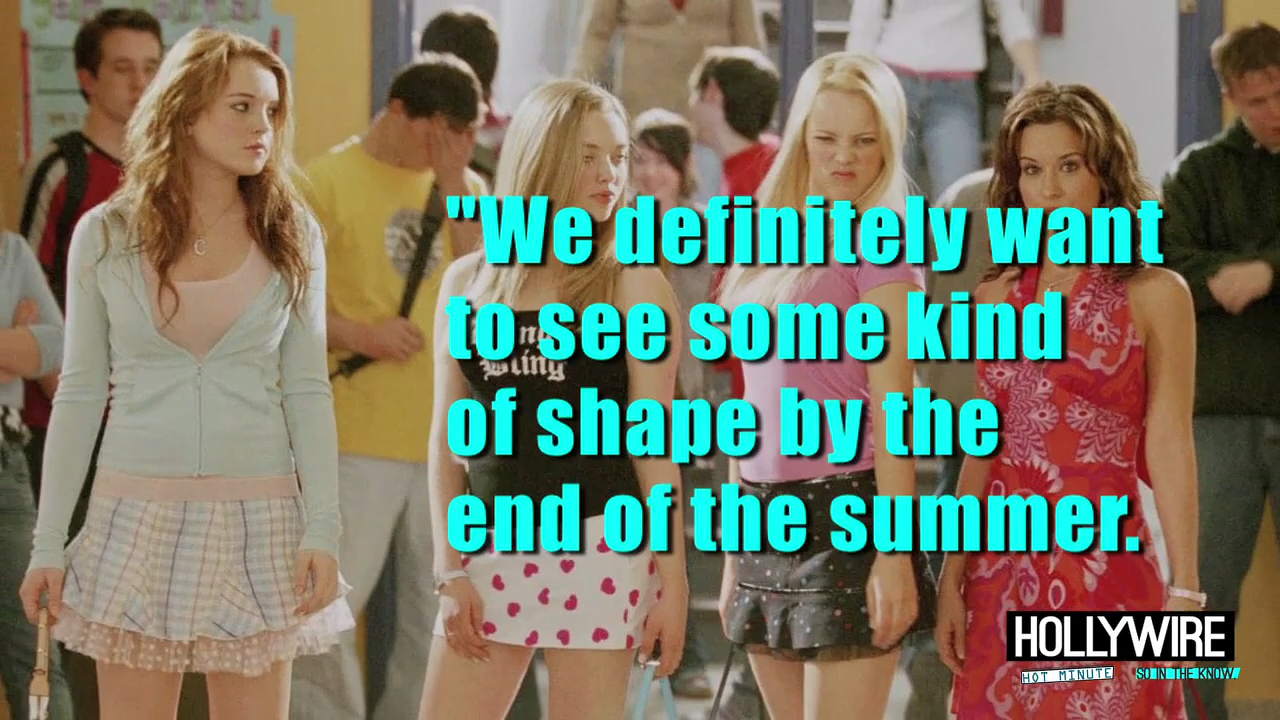 "We definitely want
to see some kind
of shape by the
end of the summer.
C
Bling
HOLLYWIRE
HOT MINUTE SO IN THE KNOW